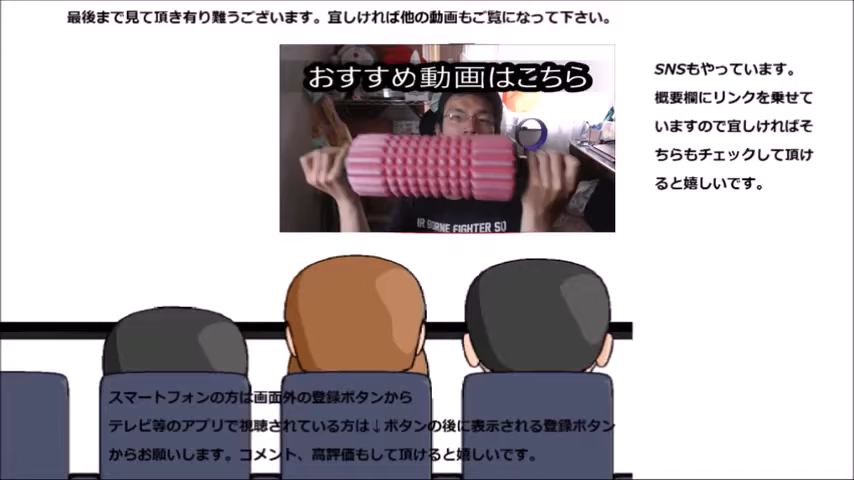 最後まで見て頂き有り難うございます。宜しければ他の動画もご覧になって下さい。
おすすめ動画はこちら
SNSもやっています。
概要欄にリンクを乗せて
いますので宜しければそ
ちらもチェックして頂け
ると嬉しいです。
IR BORNE FIGHTER SQ
スマートフォンの方は画面外の登録ボタンから
テレビ等のアプリで視聴されている方は↓ボタンの後に表示される登録ボタン
からお願いします。コメント、高評価もして頂けると嬉しいです。